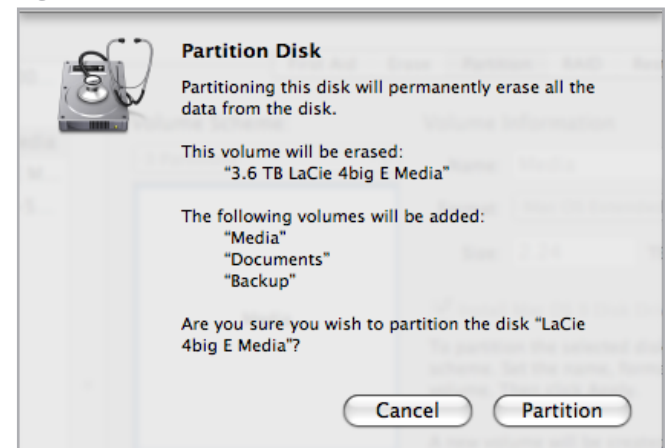 Partition Disk
Partitioning this disk will permanently erase all the
data from the disk.
This volume will be erased:
“3.6 TB LaCie 4big E Media”
The following volumes will be added:
“Media”
“Documents”
“Backup”
Are you sure you wish to partition the disk “LaCie
4big E Media”?
Cancel
Partition